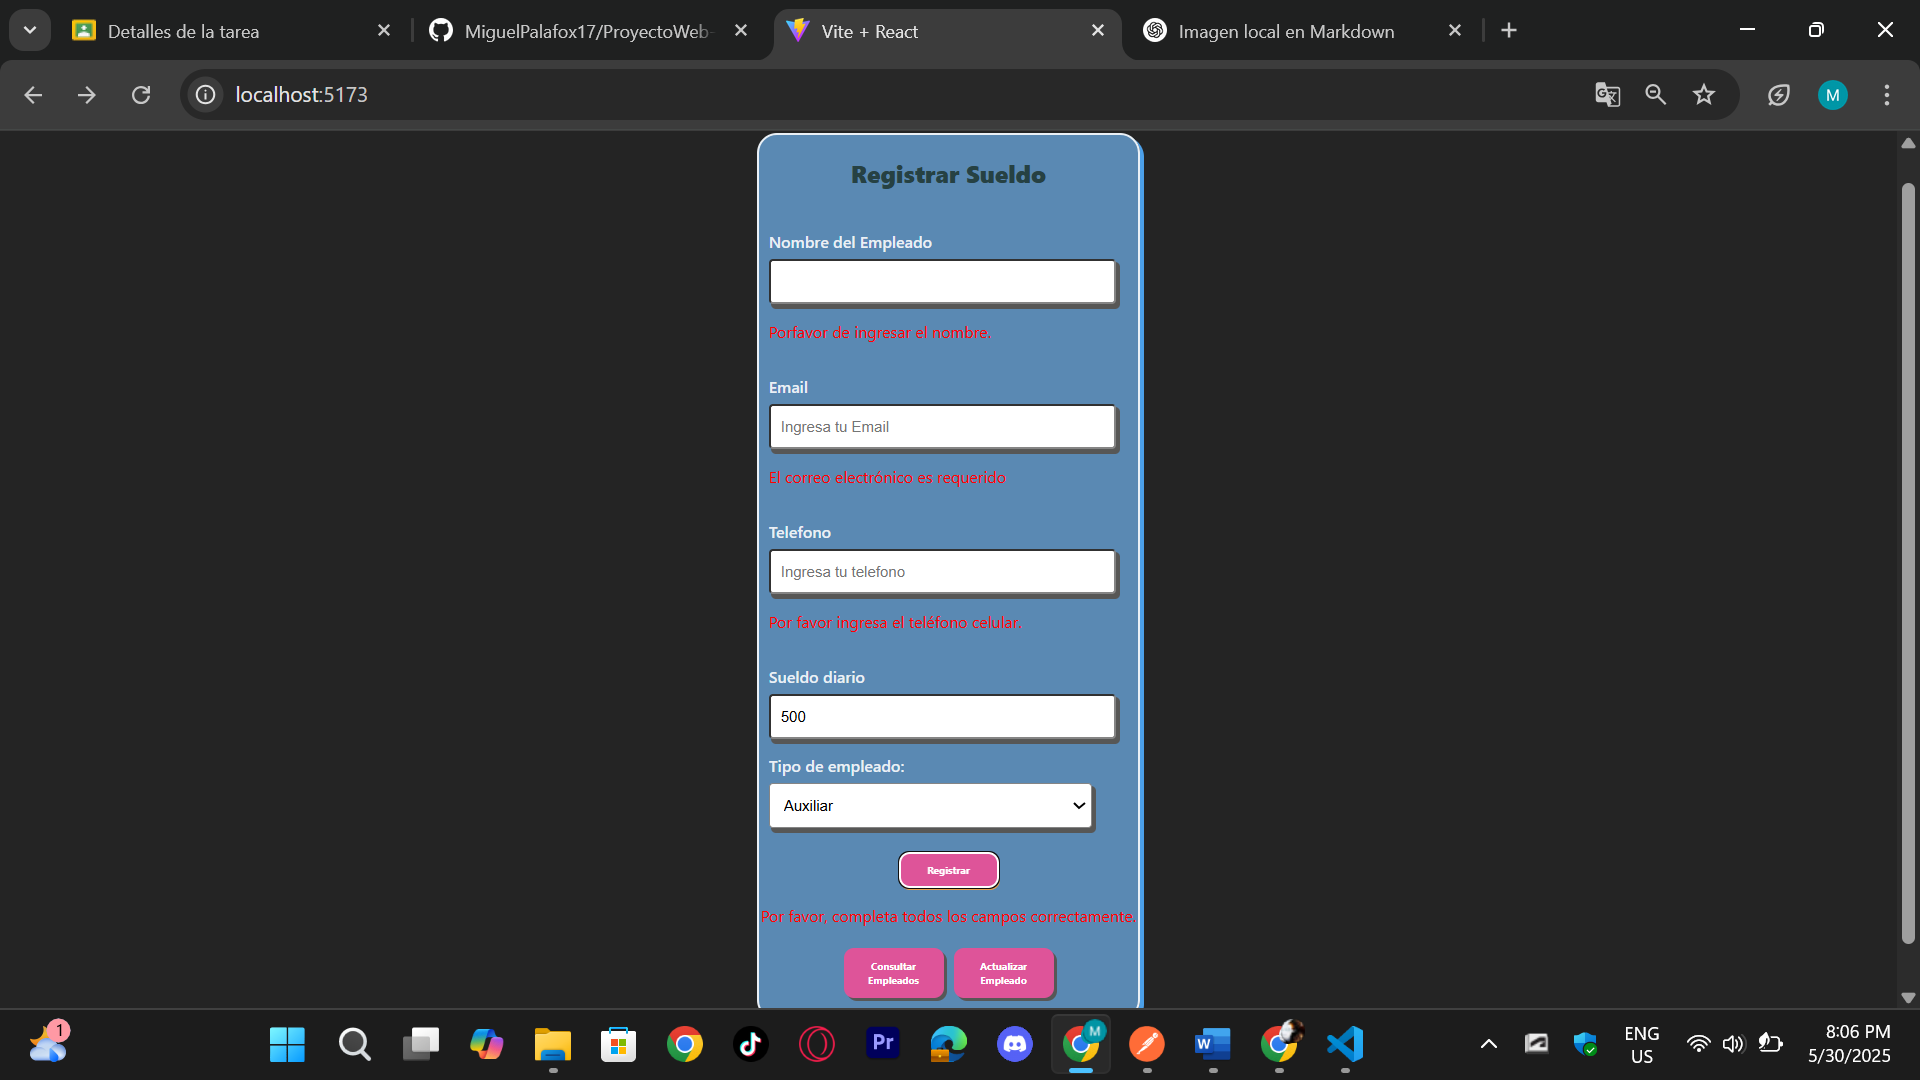 Detalles de la tarea
MiguelPalafox17/ProyectoWeb-
Vite + React
Imagen local en Markdown
localhost:5173
M
Registrar Sueldo
Nombre del Empleado
Porfavor de ingresar el nombre.
Email
Ingresa tu Email
El correo electrónico es requerido
Telefono
Ingresa tu telefono
Por favor ingresa el teléfono celular.
Sueldo diario
500
Tipo de empleado:
Auxiliar
Registrar
Por favor, completa todos los campos correctamente.
Consultar
Empleados
Actualizar
Empleado
1
Pr
M
W
ENG
US
8:06 PM
5/30/2025